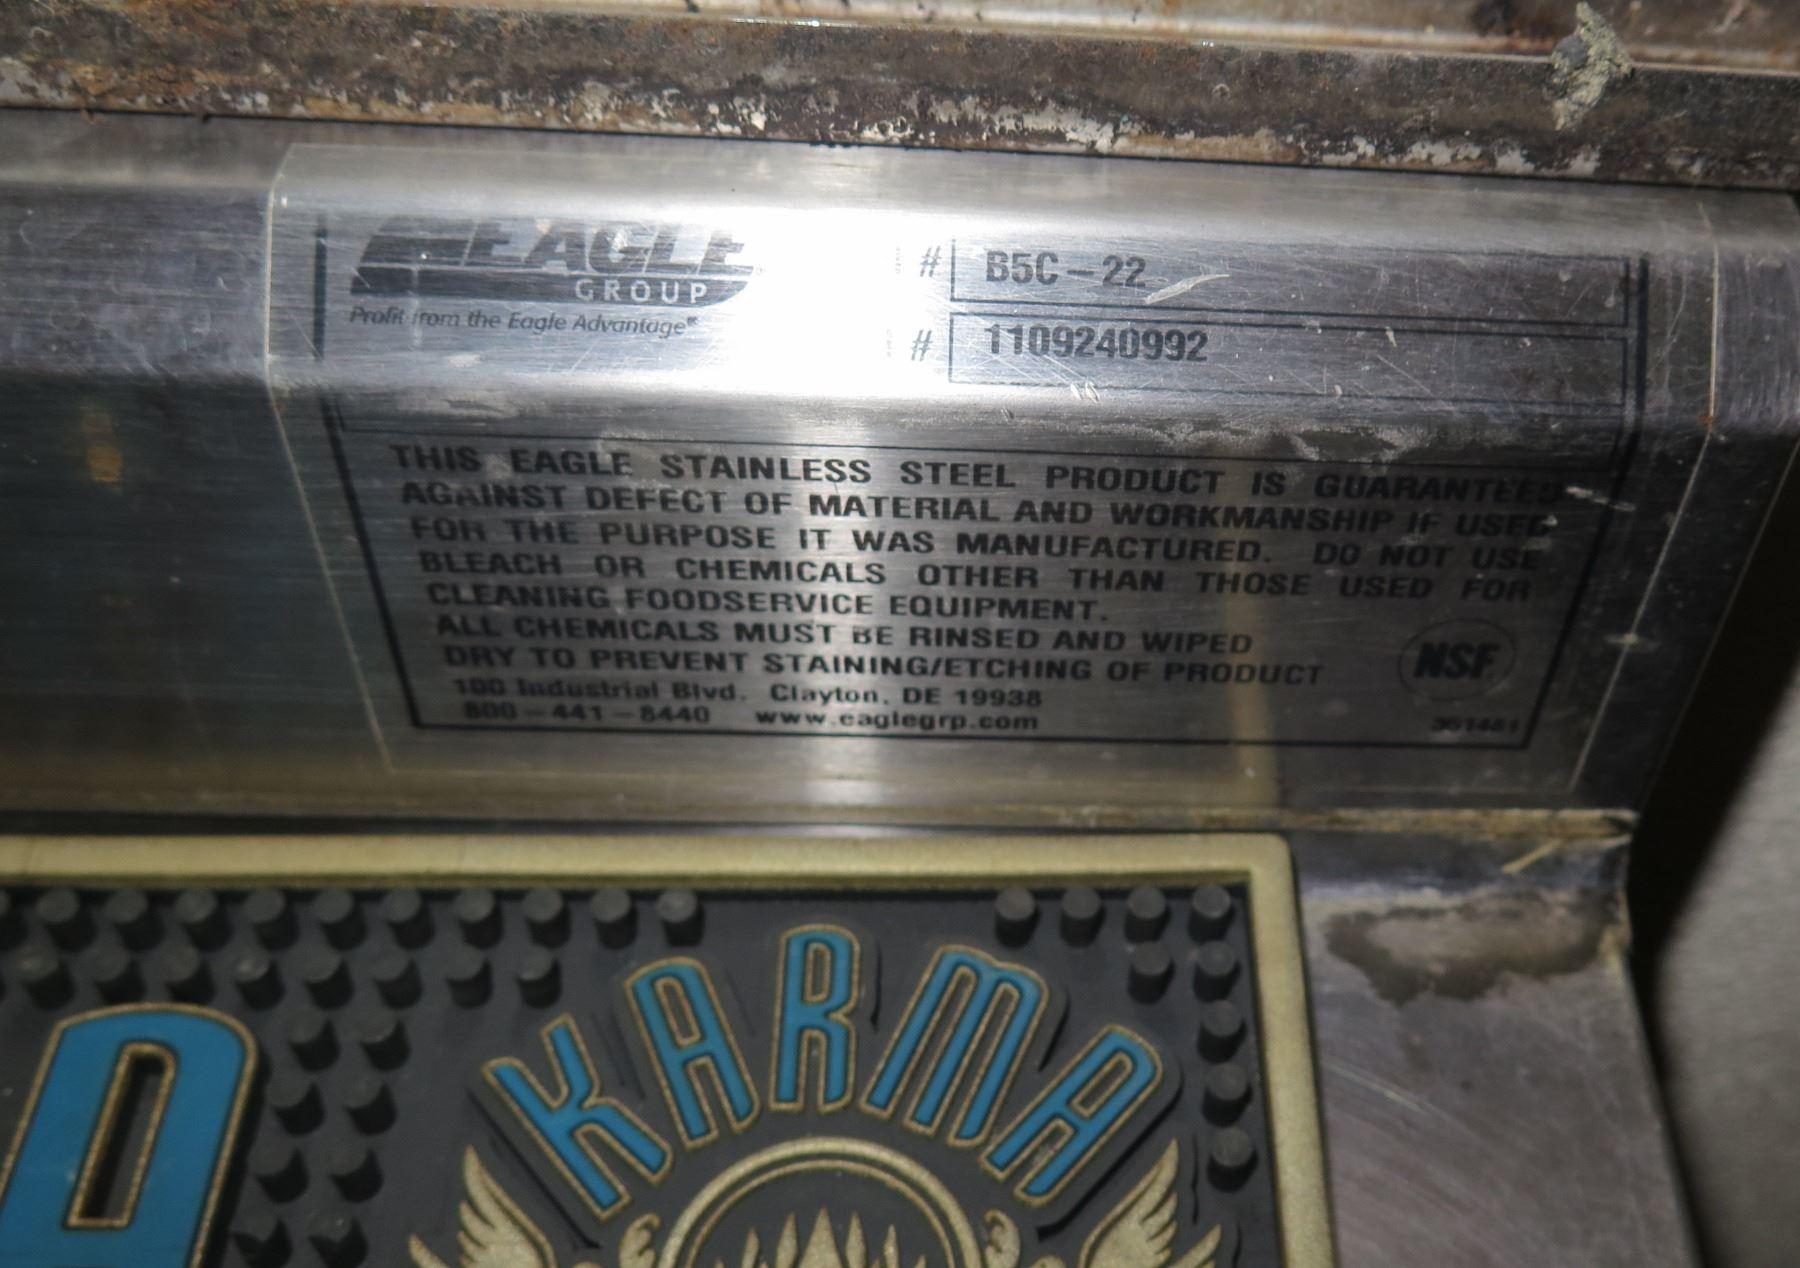 EAGLE
GROUP
Profit from the Eagle Advantage®
# B5C-22
# 1109240992
THIS EAGLE STAINLESS STEEL PRODUCT IS GUARANTEED
AGAINST DEFECT OF MATERIAL AND WORKMANSHIP IF USED
FOR THE PURPOSE IT WAS MANUFACTURED. DO NOT USE
BLEACH OR CHEMICALS OTHER THAN THOSE USED FOR
CLEANING FOODSERVICE EQUIPMENT.
ALL CHEMICALS MUST BE RINSED AND WIPED
DRY TO PREVENT STAINING/ETCHING OF PRODUCT
100 Industrial Blvd. Clayton, DE 19938
800-441-8440 www.eaglegrp.com
NSF
351481
KARMA